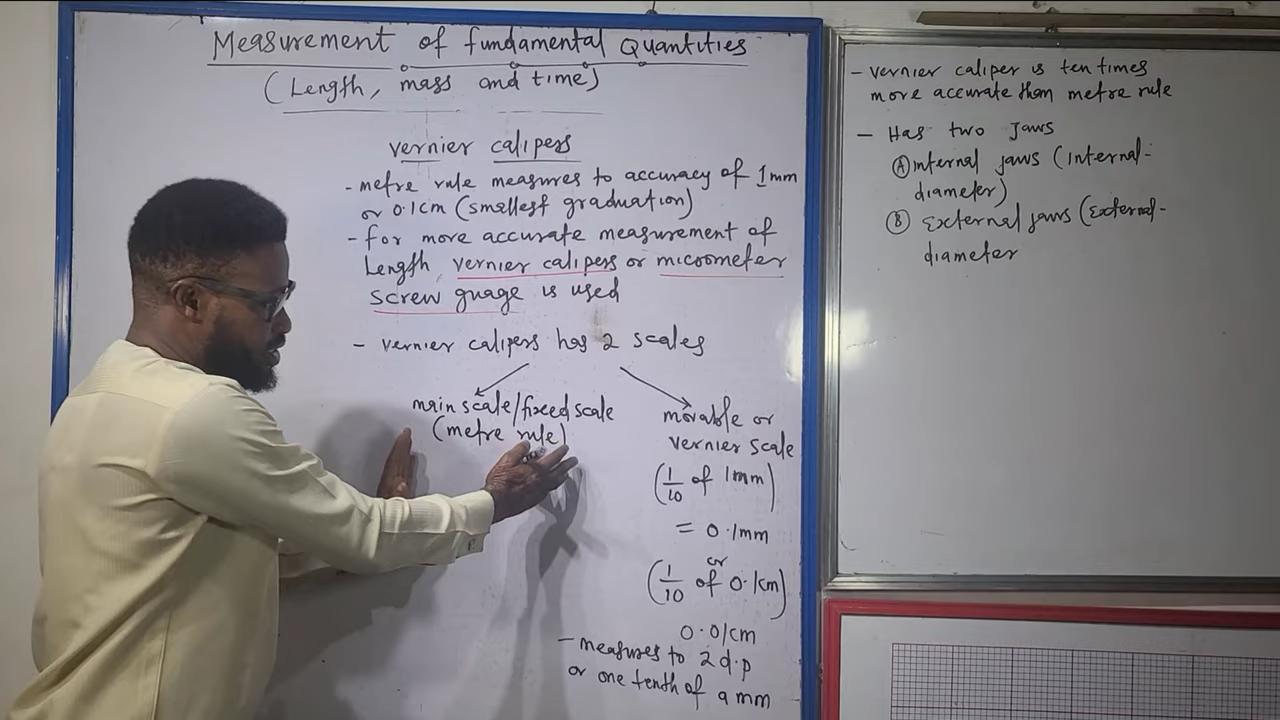 Measurement of fundamental Quantities
(Length, mass and time)
vernier calipers
- metre rule measures to accuracy of 1mm
or 0.1cm (smallest graduation)
- for more accurate measurement of
Length, vernier calipers or micrometer
screw guage is used
- vernier calipers has 2 scales
main scale/fixed scale
(metre rule)
movable or
vernier scale
(1/10 of 1mm)
= 0.1mm
or
(1/10 of 0.1cm)
0.01cm
- measures to 2 d.p
or one tenth of a mm
- vernier caliper is ten times
more accurate than metre rule
- Has two Jaws
(A) internal jaws (internal-
diameter)
(B) External jaws (External-
diameter